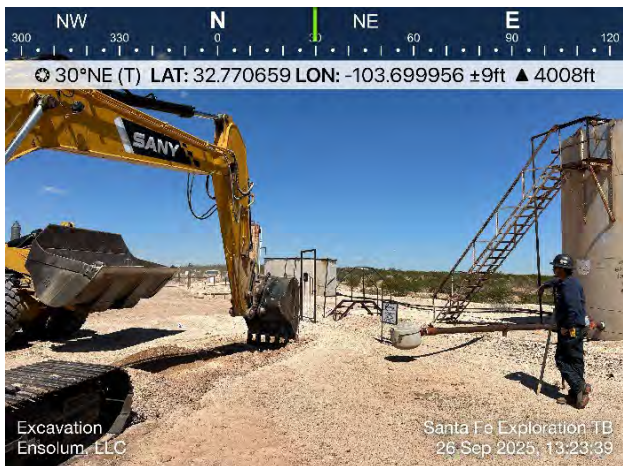 NW N NE E
300 0 30 60 90 120
30°NE (T) LAT: 32.770659 LON: -103.699956 ±9ft ▲ 4008ft
SANY
Excavation
Ensolum, LLC
Santa Fe Exploration TB
26 Sep 2025, 13:23:39